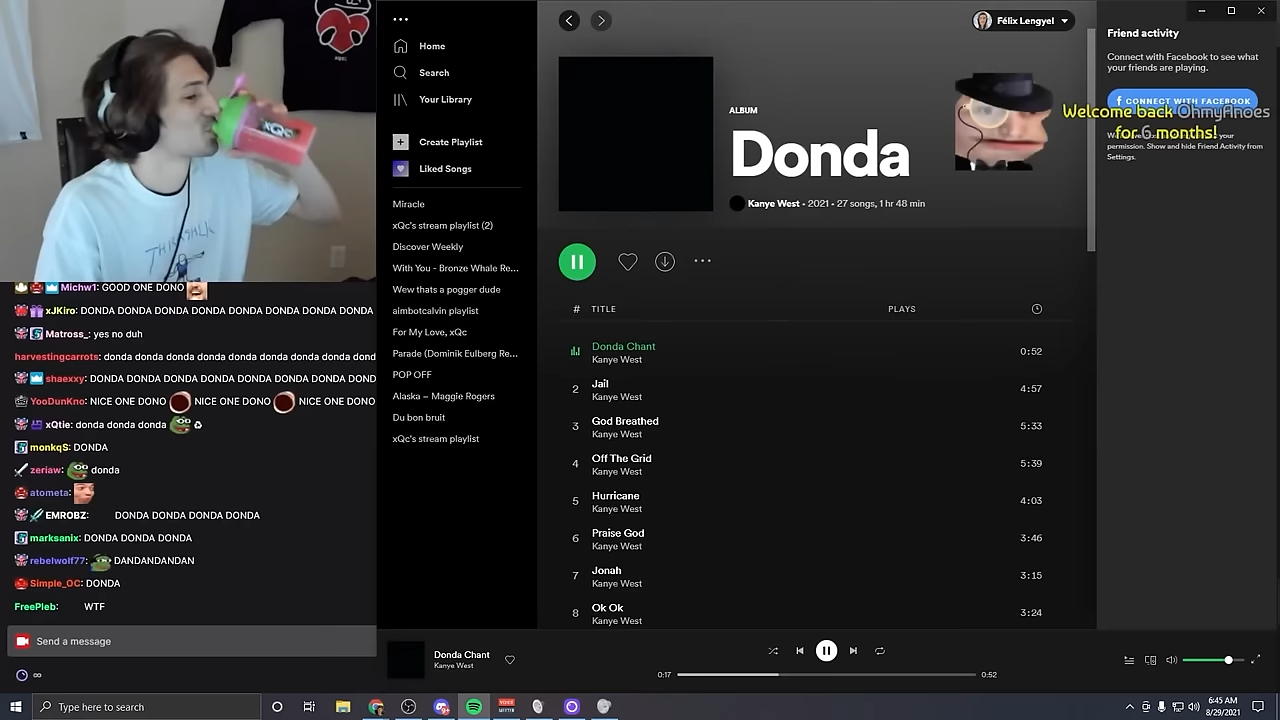 xQc
Michw1: GOOD ONE DONO
xJKiro: DONDA DONDA DONDA DONDA DONDA DONDA DONDA
Matross_: yes no duh
harvestingcarrots: donda donda donda donda donda donda donda dond
shaexxy: DONDA DONDA DONDA DONDA DONDA DONDA DON
YooDunKno: NICE ONE DONO NICE ONE DONO NICE ONE DON
xQtie: donda donda donda
monkqS: DONDA
zeriaw: donda
atometa:
EMROBZ: DONDA DONDA DONDA DONDA
marksanix: DONDA DONDA DONDA
rebelwolf77: DANDANDANDAN
Simple_OC: DONDA
FreePleb: WTF
Send a message
Home
Search
Your Library
Create Playlist
Liked Songs
Miracle
xQc's stream playlist (2)
Discover Weekly
With You - Bronze Whale Re...
Wew thats a pogger dude
aimbotcalvin playlist
For My Love, xQc
Parade (Dominik Eulberg Re...
POP OFF
Alaska – Maggie Rogers
Du bon bruit
xQc's stream playlist
Félix Lengyel
ALBUM
Donda
Kanye West • 2021 • 27 songs, 1 hr 48 min
# TITLE PLAYS
Donda Chant
Kanye West
0:52
2 Jail
Kanye West
4:57
3 God Breathed
Kanye West
5:33
4 Off The Grid
Kanye West
5:39
5 Hurricane
Kanye West
4:03
6 Praise God
Kanye West
3:46
7 Jonah
Kanye West
3:15
8 Ok Ok
Kanye West
3:24
Friend activity
Connect with Facebook to see what
your friends are playing.
CONNECT WITH FACEBOOK
Welcome back OhmyAhoes
for 6 months!
your
permission. Show and hide Friend Activity from
Settings.
Donda Chant
Kanye West
0:17
0:52
Type here to search
6:45 AM
8/29/2021